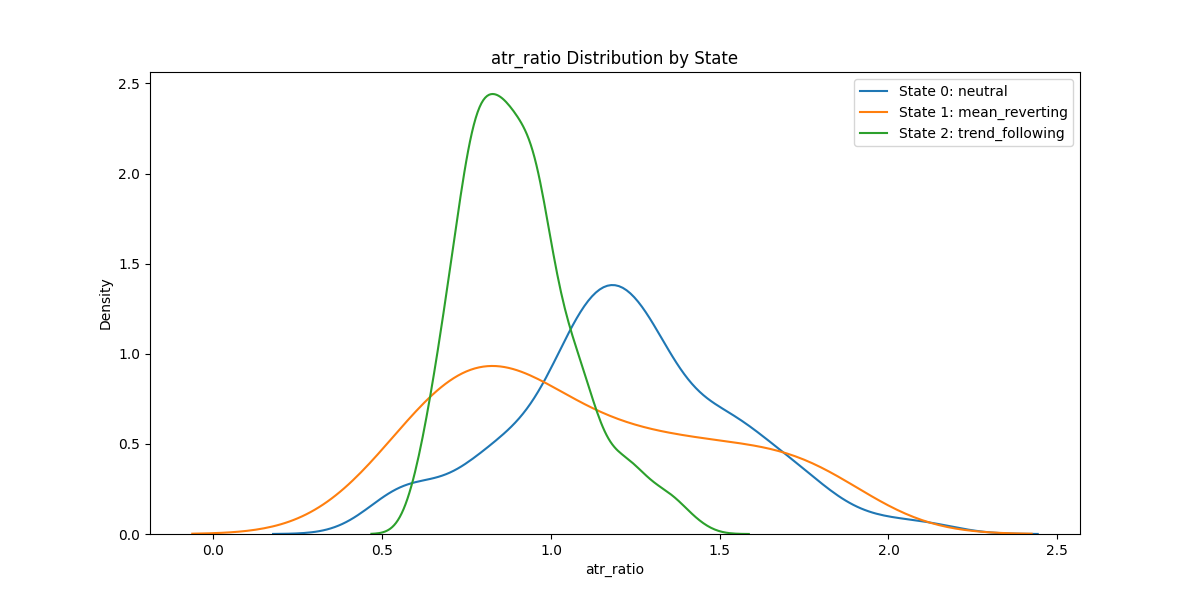 atr_ratio Distribution by State
State 0: neutral
State 1: mean_reverting
State 2: trend_following
Density
2.5
2.0
1.5
1.0
0.5
0.0
0.0 0.5 1.0 1.5 2.0 2.5
atr_ratio